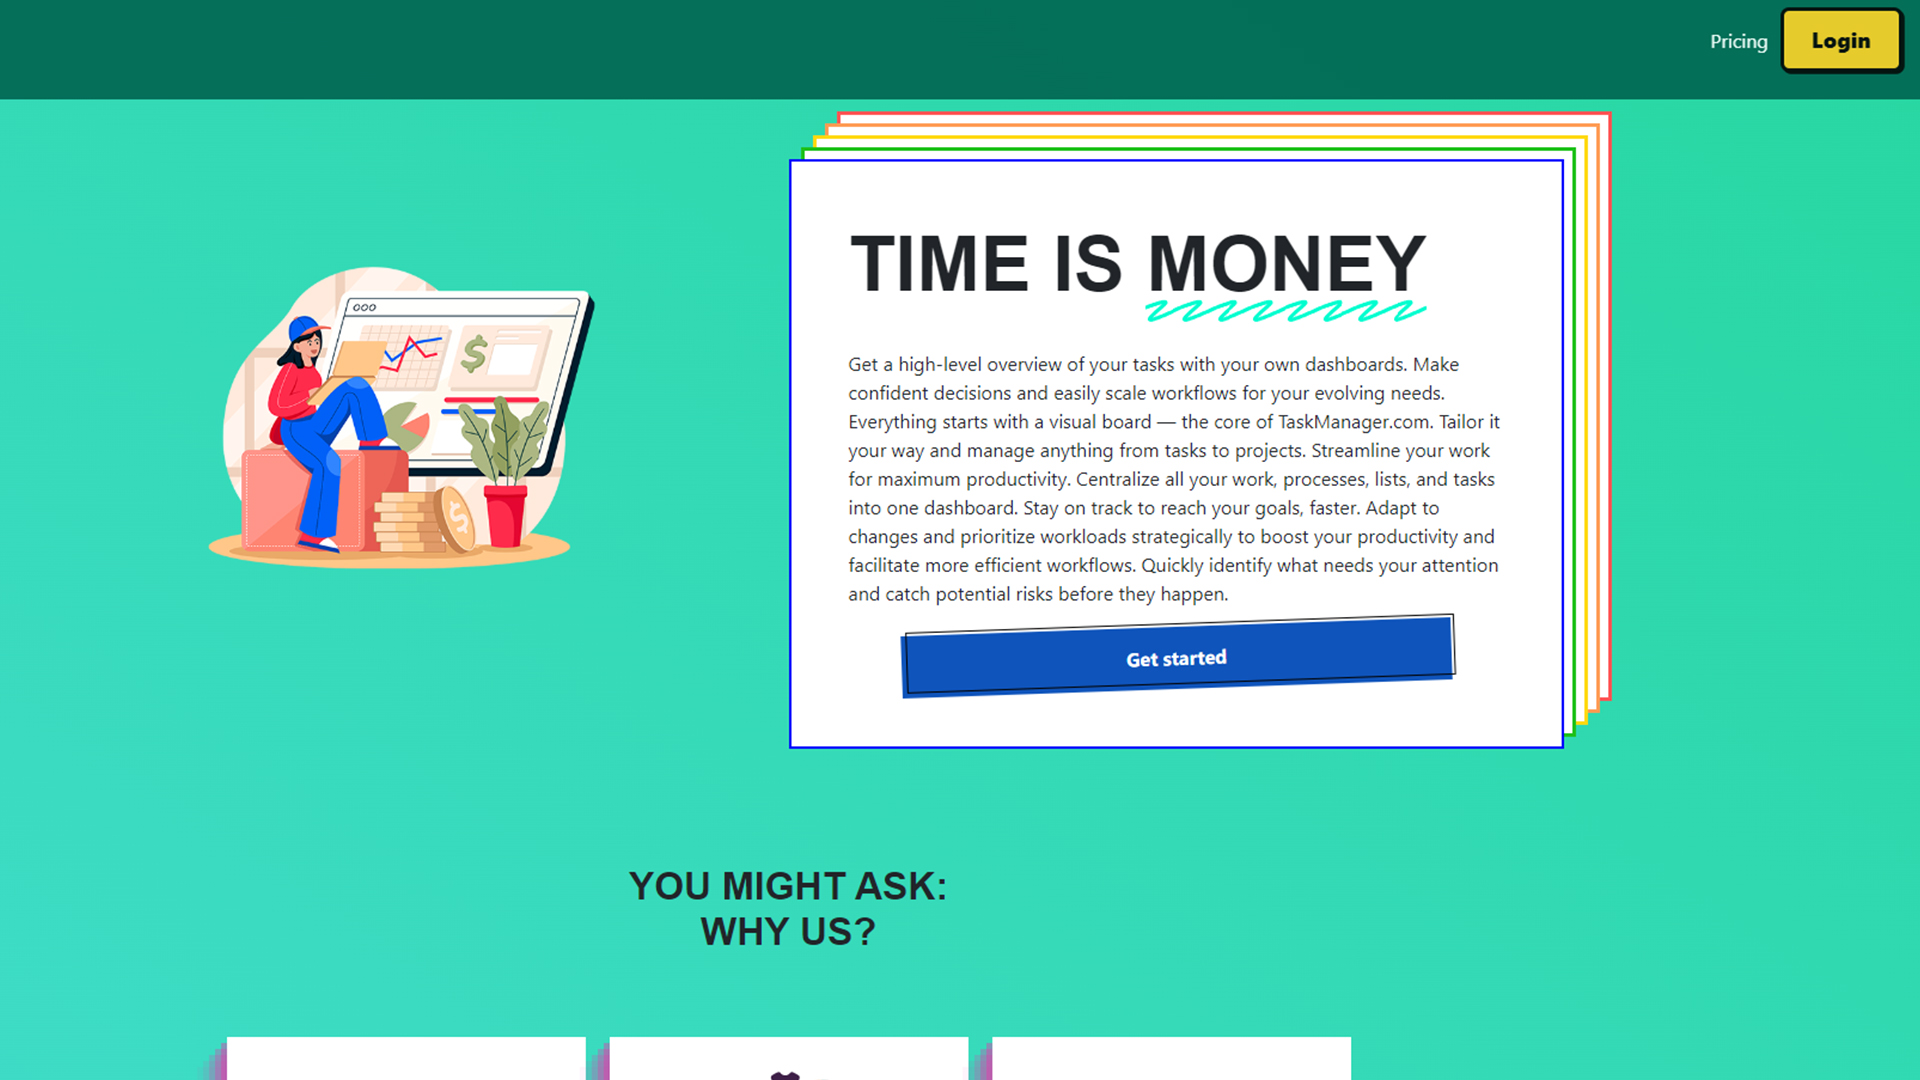 Pricing
Login
TIME IS MONEY
Get a high-level overview of your tasks with your own dashboards. Make
confident decisions and easily scale workflows for your evolving needs.
Everything starts with a visual board — the core of TaskManager.com. Tailor it
your way and manage anything from tasks to projects. Streamline your work
for maximum productivity. Centralize all your work, processes, lists, and tasks
into one dashboard. Stay on track to reach your goals, faster. Adapt to
changes and prioritize workloads strategically to boost your productivity and
facilitate more efficient workflows. Quickly identify what needs your attention
and catch potential risks before they happen.
Get started
YOU MIGHT ASK:
WHY US?